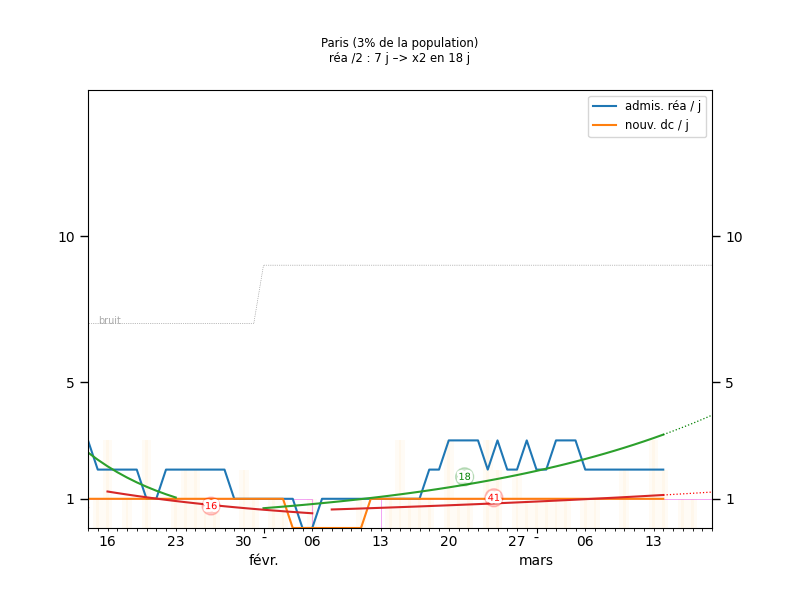 Paris (3% de la population)
réa /2 : 7 j –> x2 en 18 j
admis. réa / j
nouv. dc / j
10
10
bruit
5
5
18
41
16
1
1
16
23
30
06
13
20
27
06
13
févr.
mars